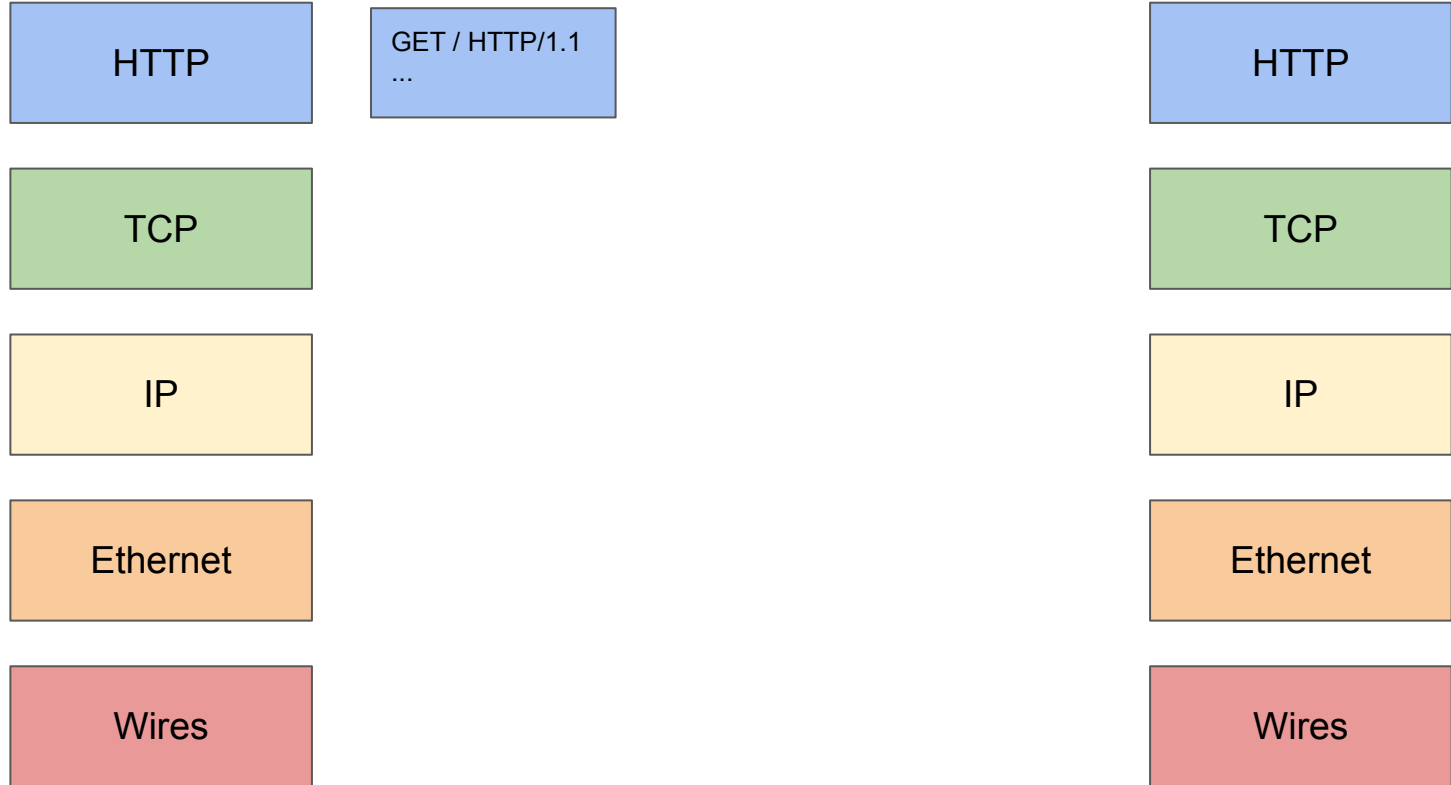 HTTP
GET / HTTP/1.1
...
HTTP
TCP
TCP
IP
IP
Ethernet
Ethernet
Wires
Wires